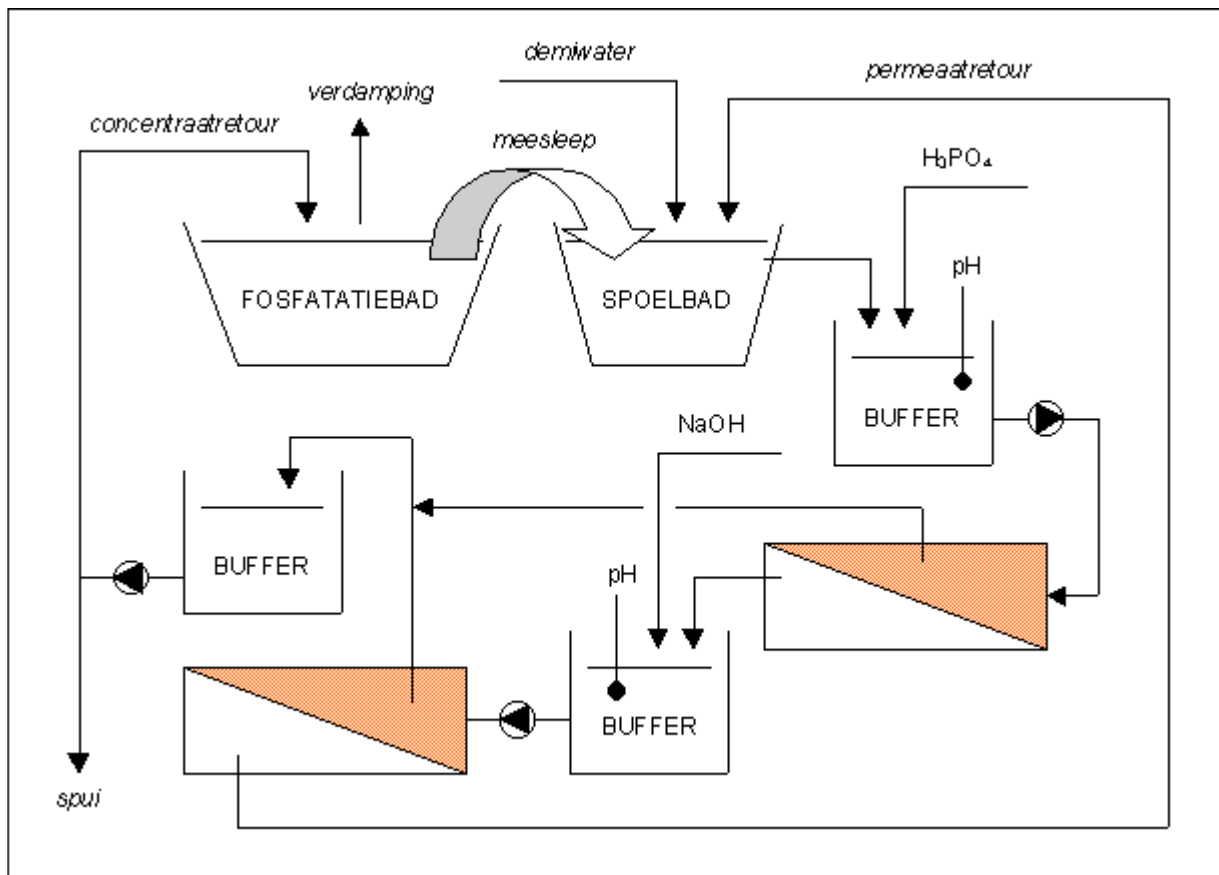 demiwater
permeaatretour
verdamping
concentraatretour
meesleep
H₃PO₄
pH
FOSFATATIEBAD
SPOELBAD
BUFFER
NaOH
BUFFER
pH
BUFFER
spui